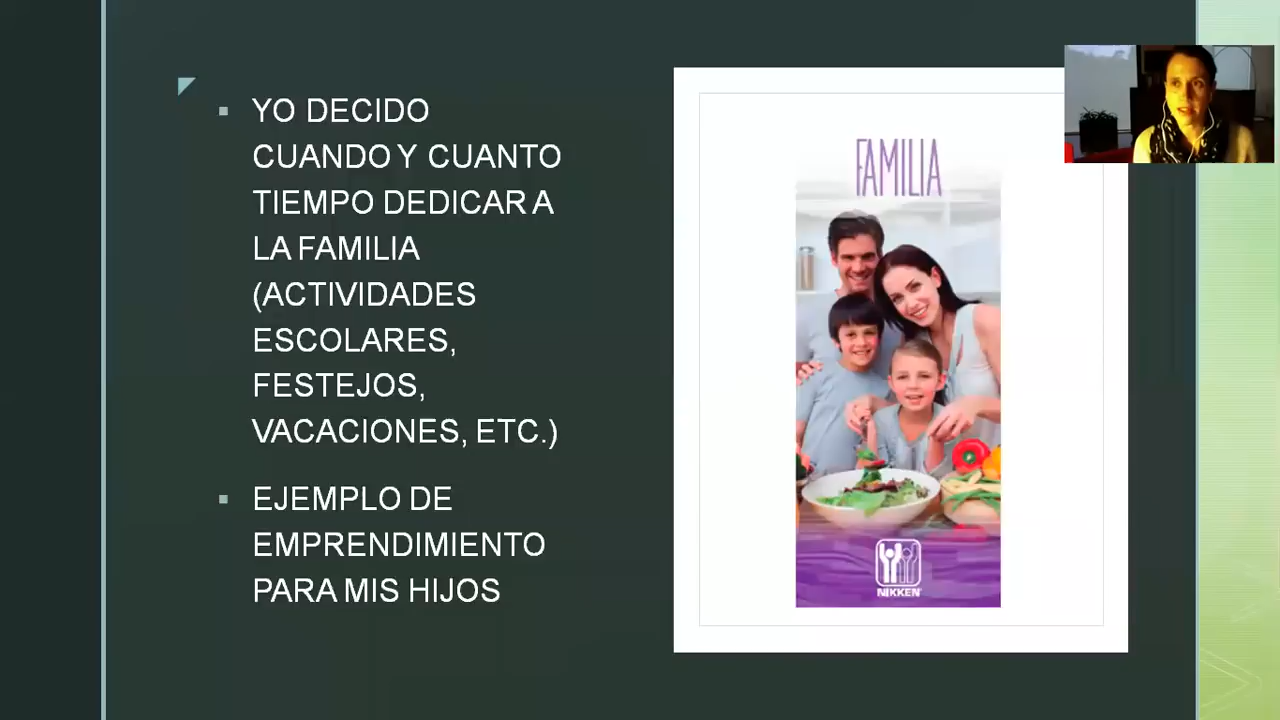 YO DECIDO
CUANDO Y CUANTO
TIEMPO DEDICAR A
LA FAMILIA
(ACTIVIDADES
ESCOLARES,
FESTEJOS,
VACACIONES, ETC.)
EJEMPLO DE
EMPRENDIMIENTO
PARA MIS HIJOS
FAMILIA
NIKKEN